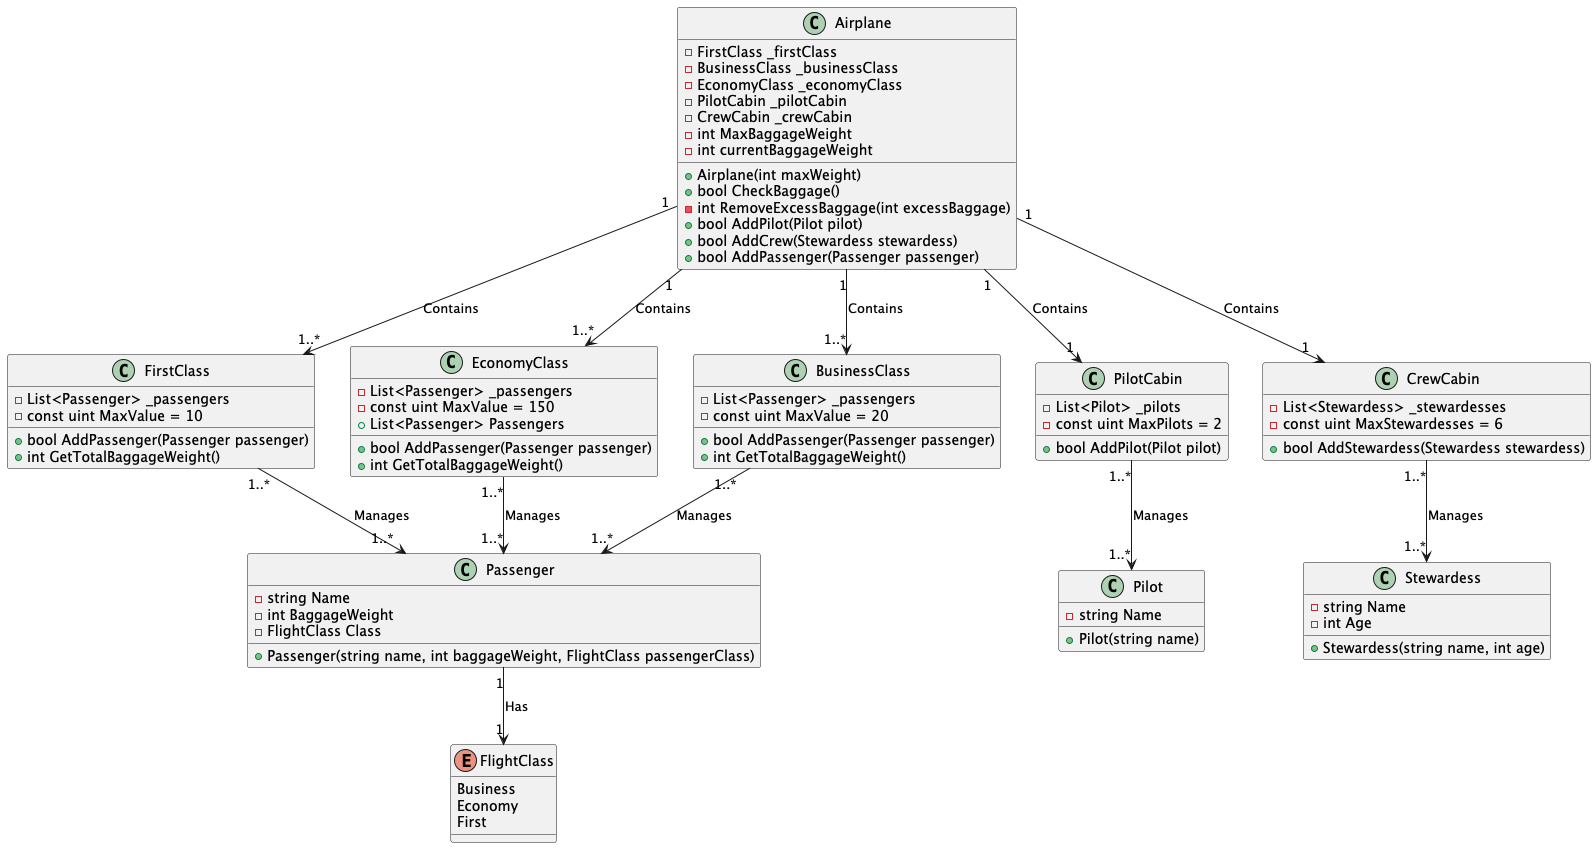 C Airplane
FirstClass _firstClass
BusinessClass _businessClass
EconomyClass _economyClass
PilotCabin _pilotCabin
CrewCabin _crewCabin
int MaxBaggageWeight
int currentBaggageWeight
Airplane(int maxWeight)
bool CheckBaggage()
int RemoveExcessBaggage(int excessBaggage)
bool AddPilot(Pilot pilot)
bool AddCrew(Stewardess stewardess)
bool AddPassenger(Passenger passenger)
1
1
1
1
1
Contains
Contains
Contains
Contains
Contains
1..*
1..*
1..*
1
1
C FirstClass
List<Passenger> _passengers
const uint MaxValue = 10
bool AddPassenger(Passenger passenger)
int GetTotalBaggageWeight()
C EconomyClass
List<Passenger> _passengers
const uint MaxValue = 150
List<Passenger> Passengers
bool AddPassenger(Passenger passenger)
int GetTotalBaggageWeight()
C BusinessClass
List<Passenger> _passengers
const uint MaxValue = 20
bool AddPassenger(Passenger passenger)
int GetTotalBaggageWeight()
C PilotCabin
List<Pilot> _pilots
const uint MaxPilots = 2
bool AddPilot(Pilot pilot)
C CrewCabin
List<Stewardess> _stewardesses
const uint MaxStewardesses = 6
bool AddStewardess(Stewardess stewardess)
1..*
1..*
1..*
1..*
1..*
Manages
Manages
Manages
Manages
Manages
1..*
1..*
1..*
1..*
1..*
C Passenger
string Name
int BaggageWeight
FlightClass Class
Passenger(string name, int baggageWeight, FlightClass passengerClass)
C Pilot
string Name
Pilot(string name)
C Stewardess
string Name
int Age
Stewardess(string name, int age)
1
Has
1
E FlightClass
Business
Economy
First